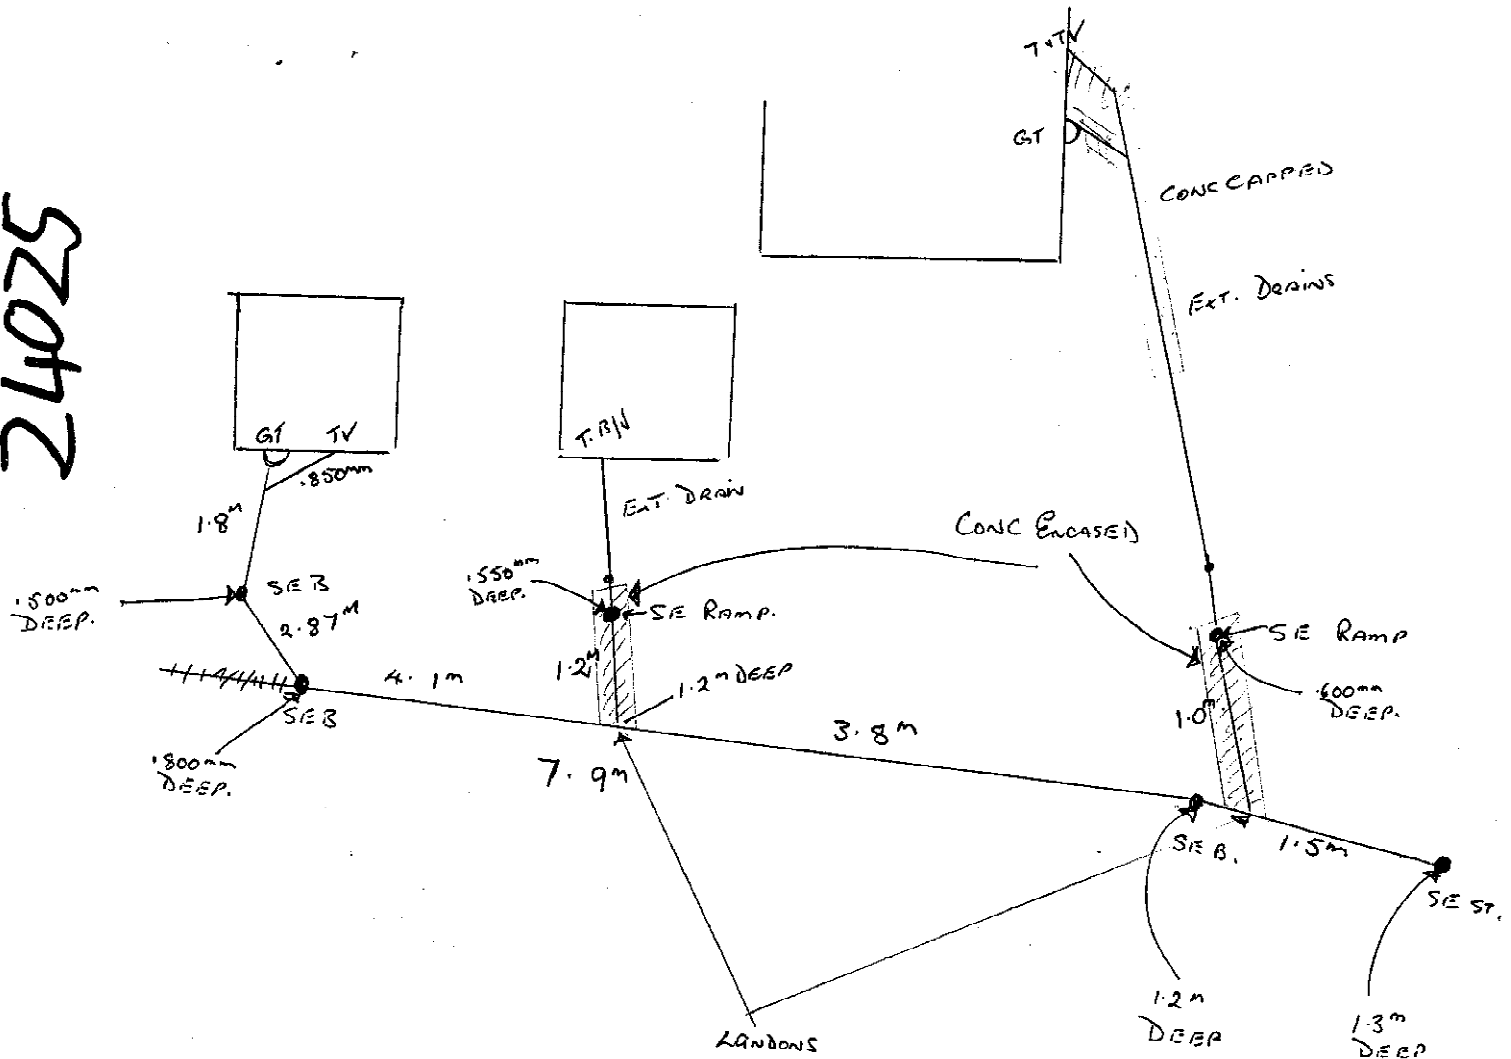 24025
T+TV
GT
CONC CAPPED
EXT. DRAINS
GT TV
.850mm
1.8M
T.B/V
EXT. DRAIN
CONC ENCASED
.500mm
DEEP.
SEB
2.87M
.550mm
DEEP.
SE RAMP.
SE RAMP
.600mm
DEEP.
4.1m
1.2M
1.2m DEEP
1.0m
SEB
.800mm
DEEP.
3.8m
7.9m
SEB.
1.5m
SE ST.
1.2m
DEEP
1.3m
DEEP
LANDONS